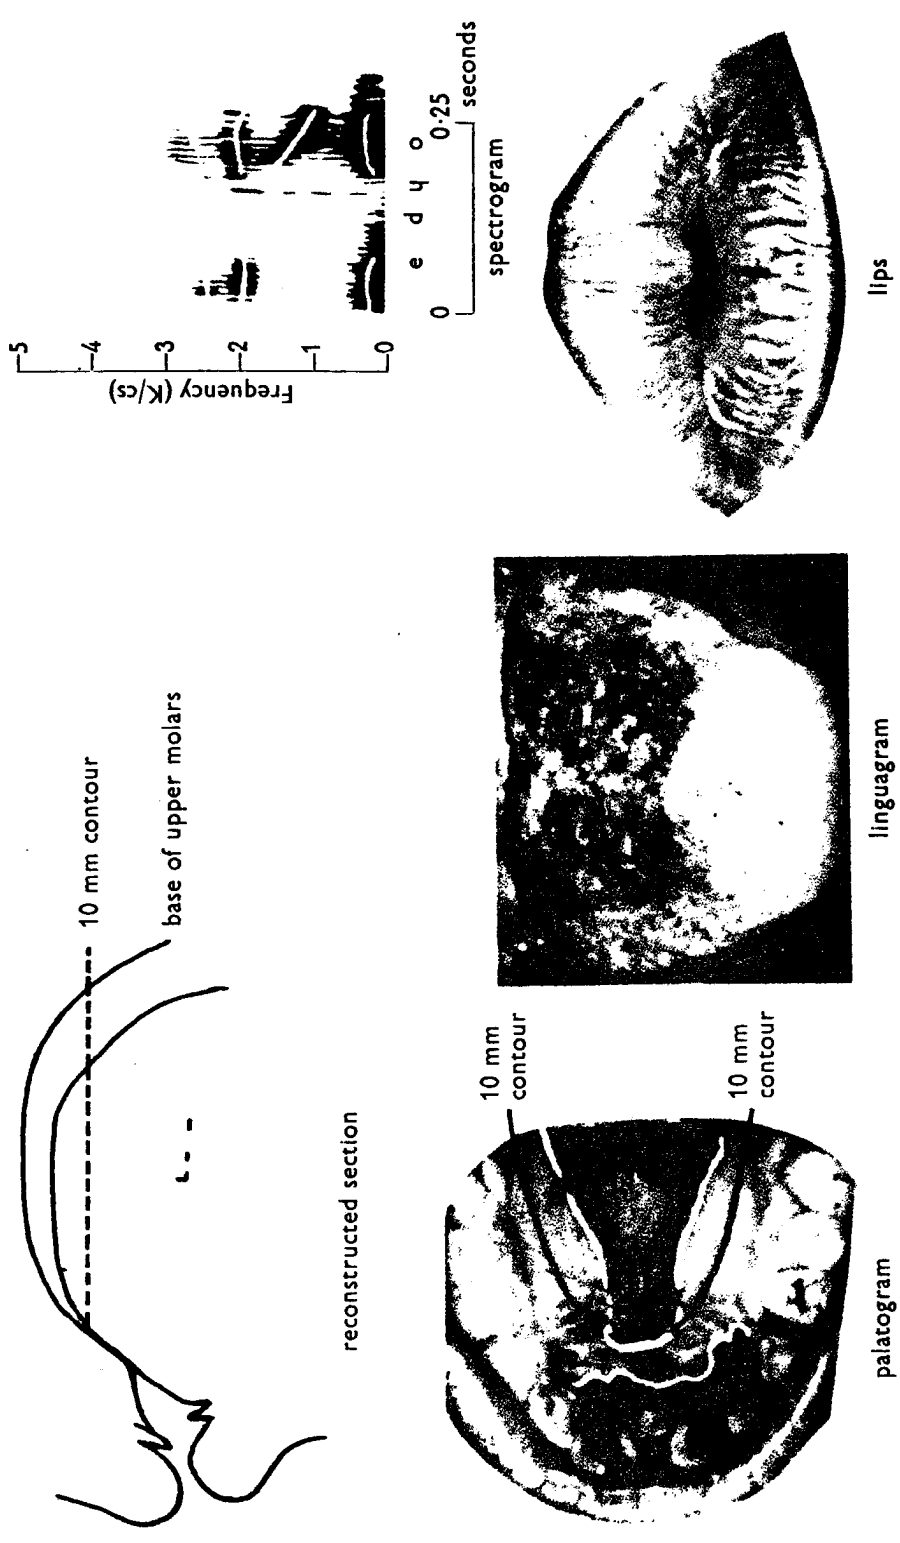 10 mm contour
base of upper molars
reconstructed section
Frequency (K/cs)
5
4
3
2
1
0
e d ɥ o
0 0·25
seconds
spectrogram
10 mm
contour
10 mm
contour
palatogram
linguagram
lips